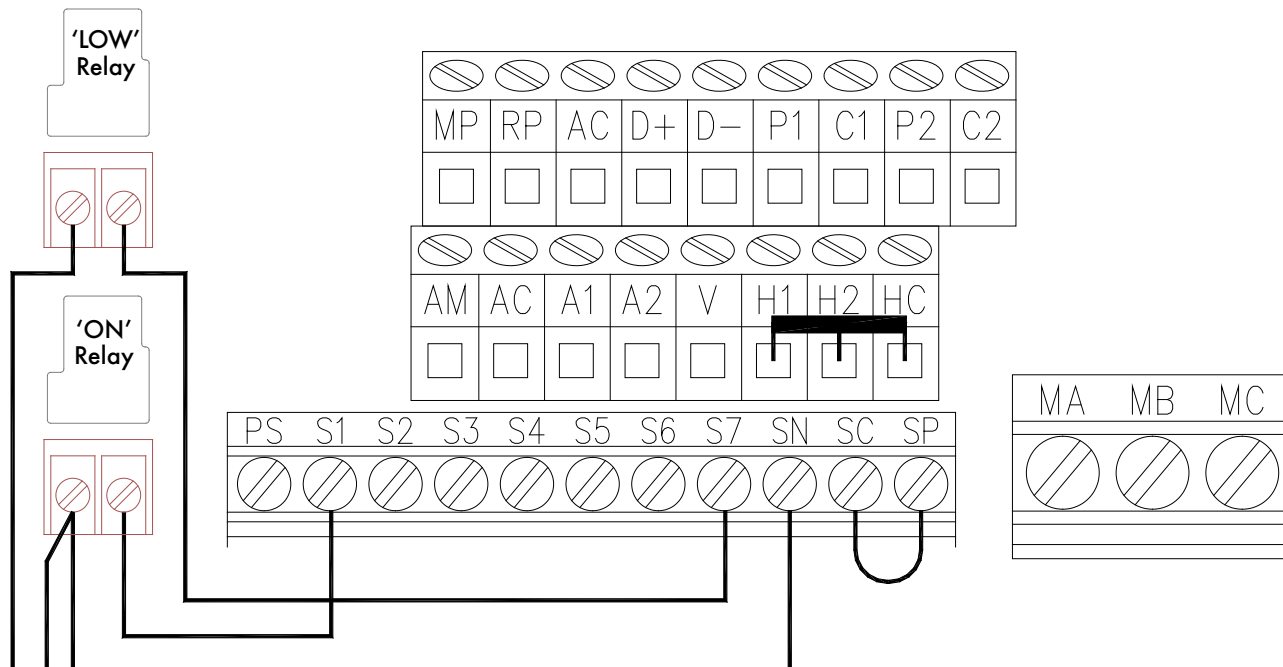 'LOW'
Relay
MP RP AC D+ D− P1 C1 P2 C2
AM AC A1 A2 V H1 H2 HC
'ON'
Relay
PS S1 S2 S3 S4 S5 S6 S7 SN SC SP
MA MB MC